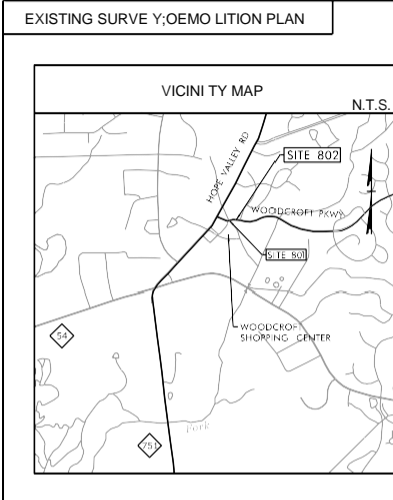 EXISTING SURVE Y;OEMO LITION PLAN
VICINI TY MAP
N.T.S.
HOPE VALLEY RD
SITE 802
WOODCROFT PKWY
SITE 801
WOODCROFT
SHOPPING CENTER
54
751
Park